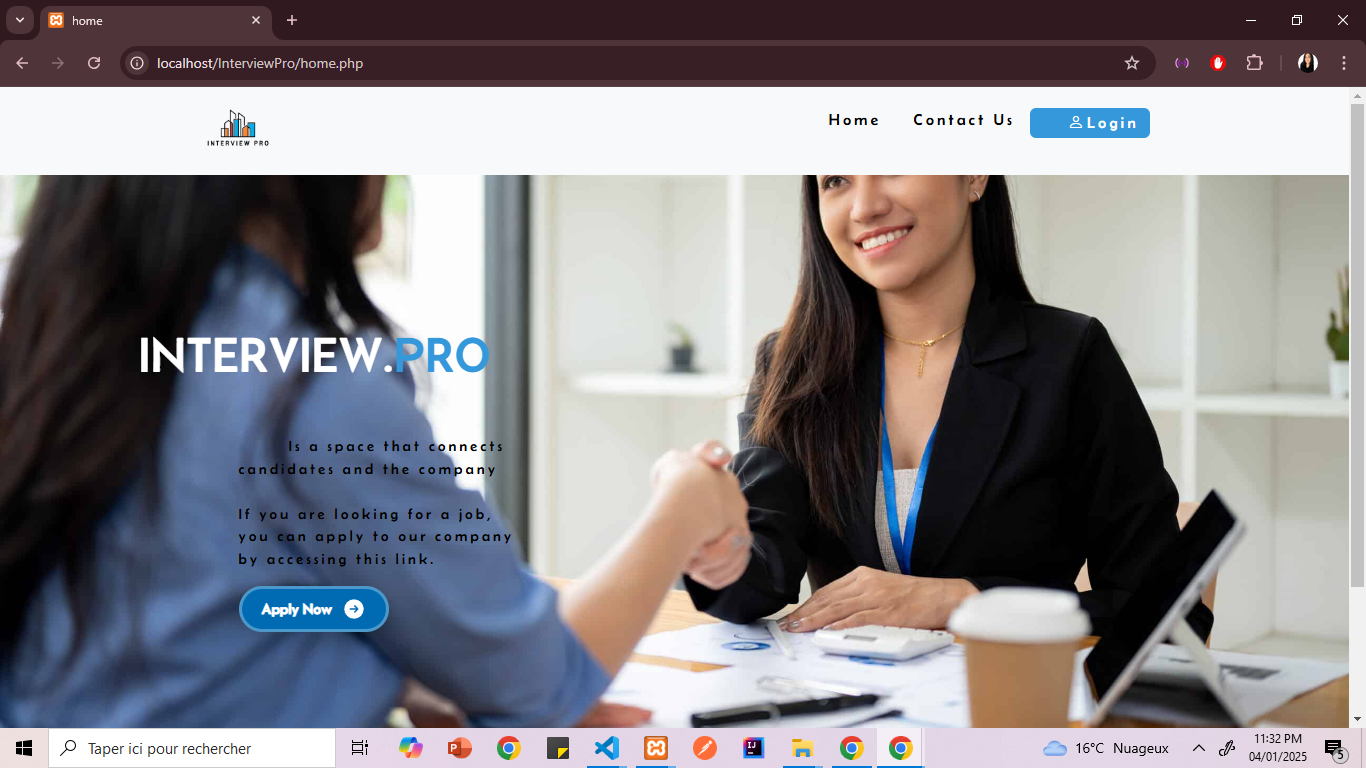 home
localhost/InterviewPro/home.php
INTERVIEW PRO
Home
Contact Us
Login
INTERVIEW.PRO
Is a space that connects
candidates and the company
If you are looking for a job,
you can apply to our company
by accessing this link.
Apply Now
Taper ici pour rechercher
16°C Nuageux
11:32 PM
04/01/2025
5